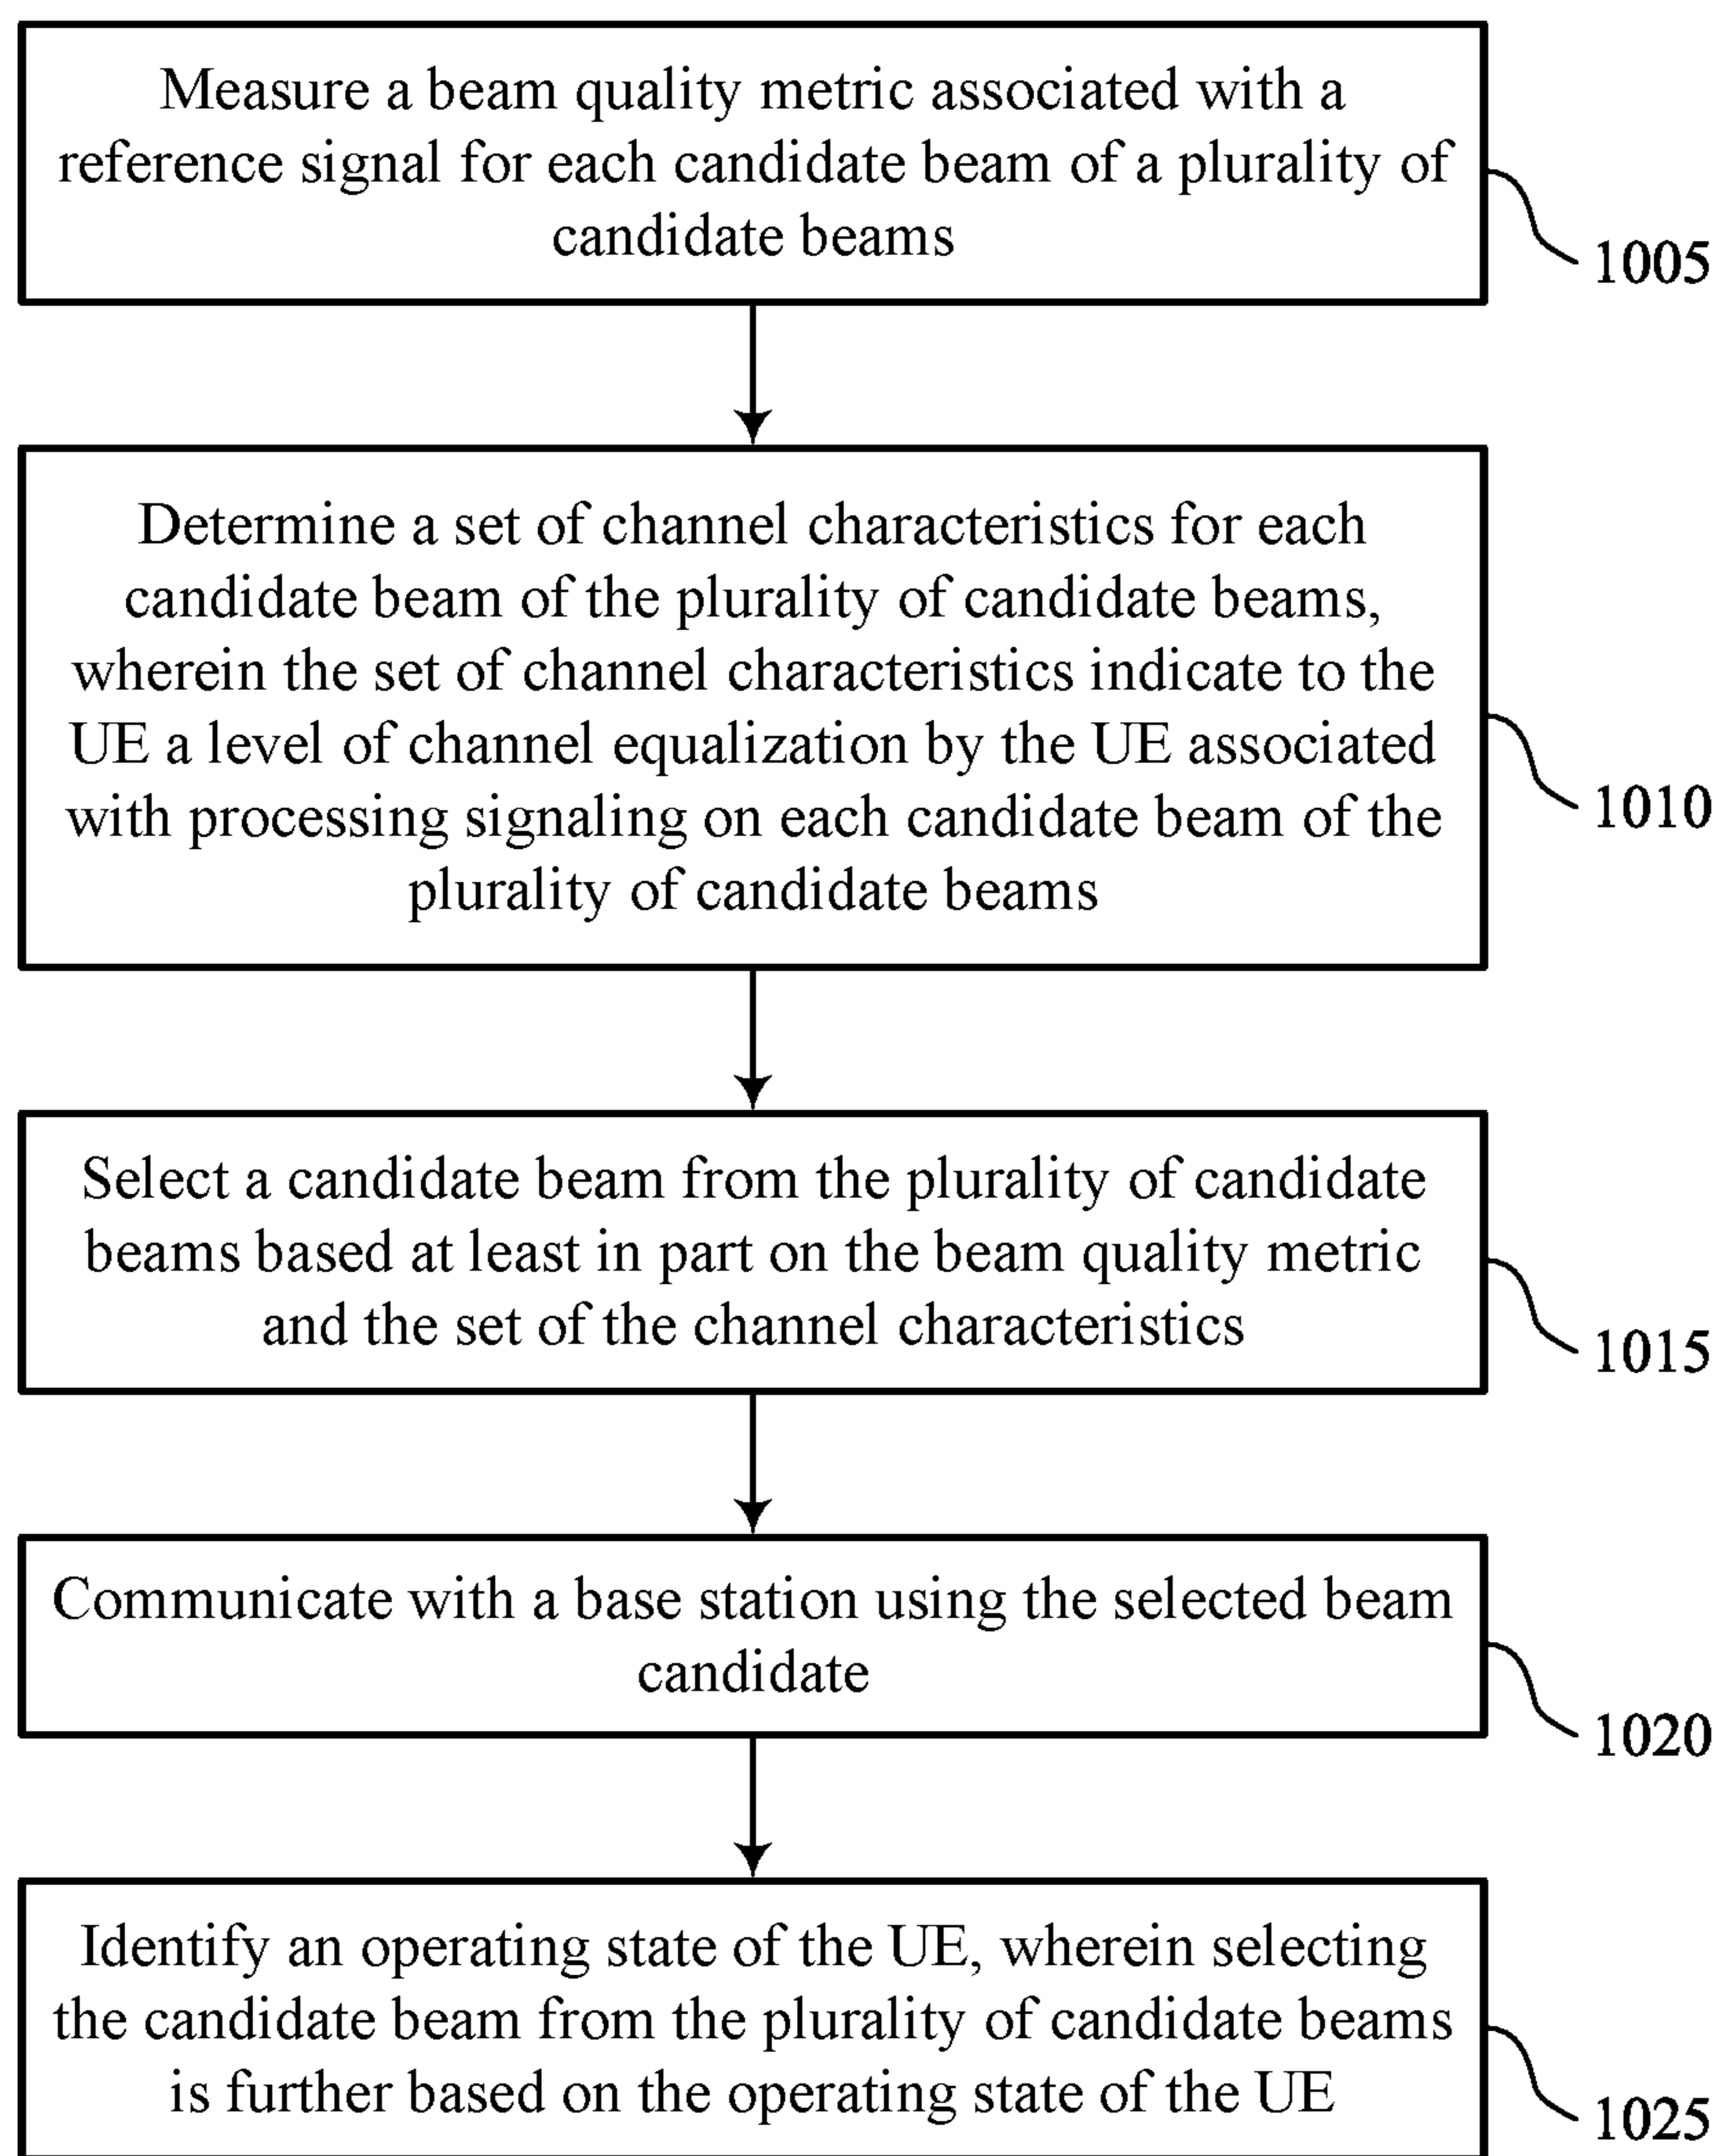 Measure a beam quality metric associated with a
reference signal for each candidate beam of a plurality of
candidate beams
1005
Determine a set of channel characteristics for each
candidate beam of the plurality of candidate beams,
wherein the set of channel characteristics indicate to the
UE a level of channel equalization by the UE associated
with processing signaling on each candidate beam of the
plurality of candidate beams
1010
Select a candidate beam from the plurality of candidate
beams based at least in part on the beam quality metric
and the set of the channel characteristics
1015
Communicate with a base station using the selected beam
candidate
1020
Identify an operating state of the UE, wherein selecting
the candidate beam from the plurality of candidate beams
is further based on the operating state of the UE
1025